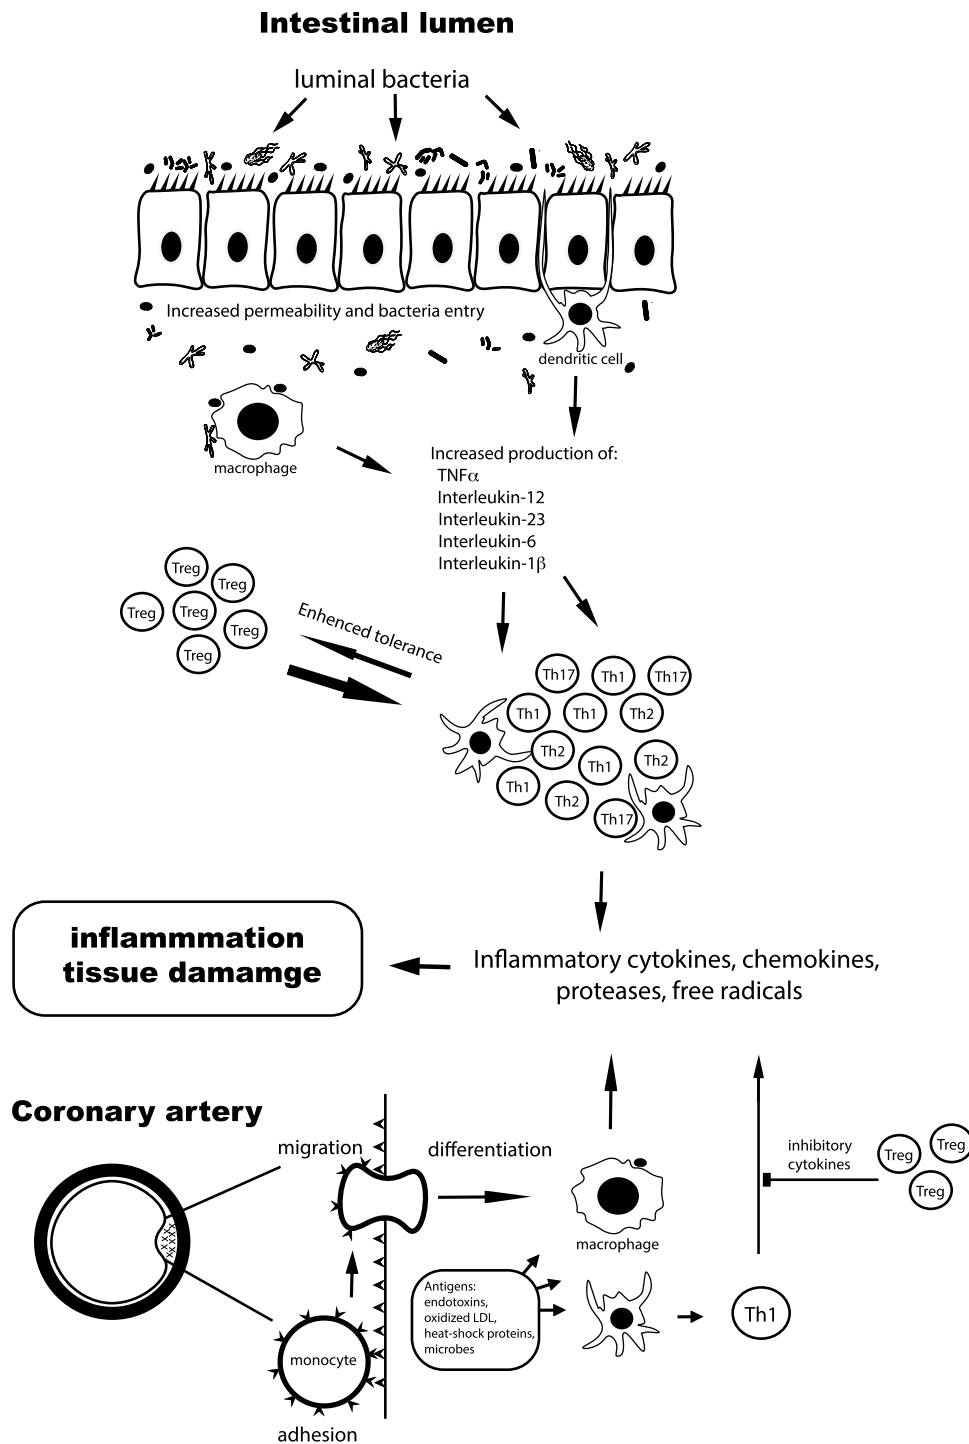 Intestinal lumen
luminal bacteria
Increased permeability and bacteria entry
dendritic cell
macrophage
Increased production of:
TNFα
Interleukin-12
Interleukin-23
Interleukin-6
Interleukin-1β
Treg
Treg
Treg
Treg
Treg
Treg
Enhenced tolerance
Th17
Th1
Th17
Th1
Th1
Th2
Th2
Th1
Th2
Th1
Th2
Th17
inflammmation
tissue damamge
Inflammatory cytokines, chemokines,
proteases, free radicals
Coronary artery
migration
differentiation
inhibitory
cytokines
Treg
Treg
Treg
macrophage
Antigens:
endotoxins,
oxidized LDL,
heat-shock proteins,
microbes
Th1
monocyte
adhesion